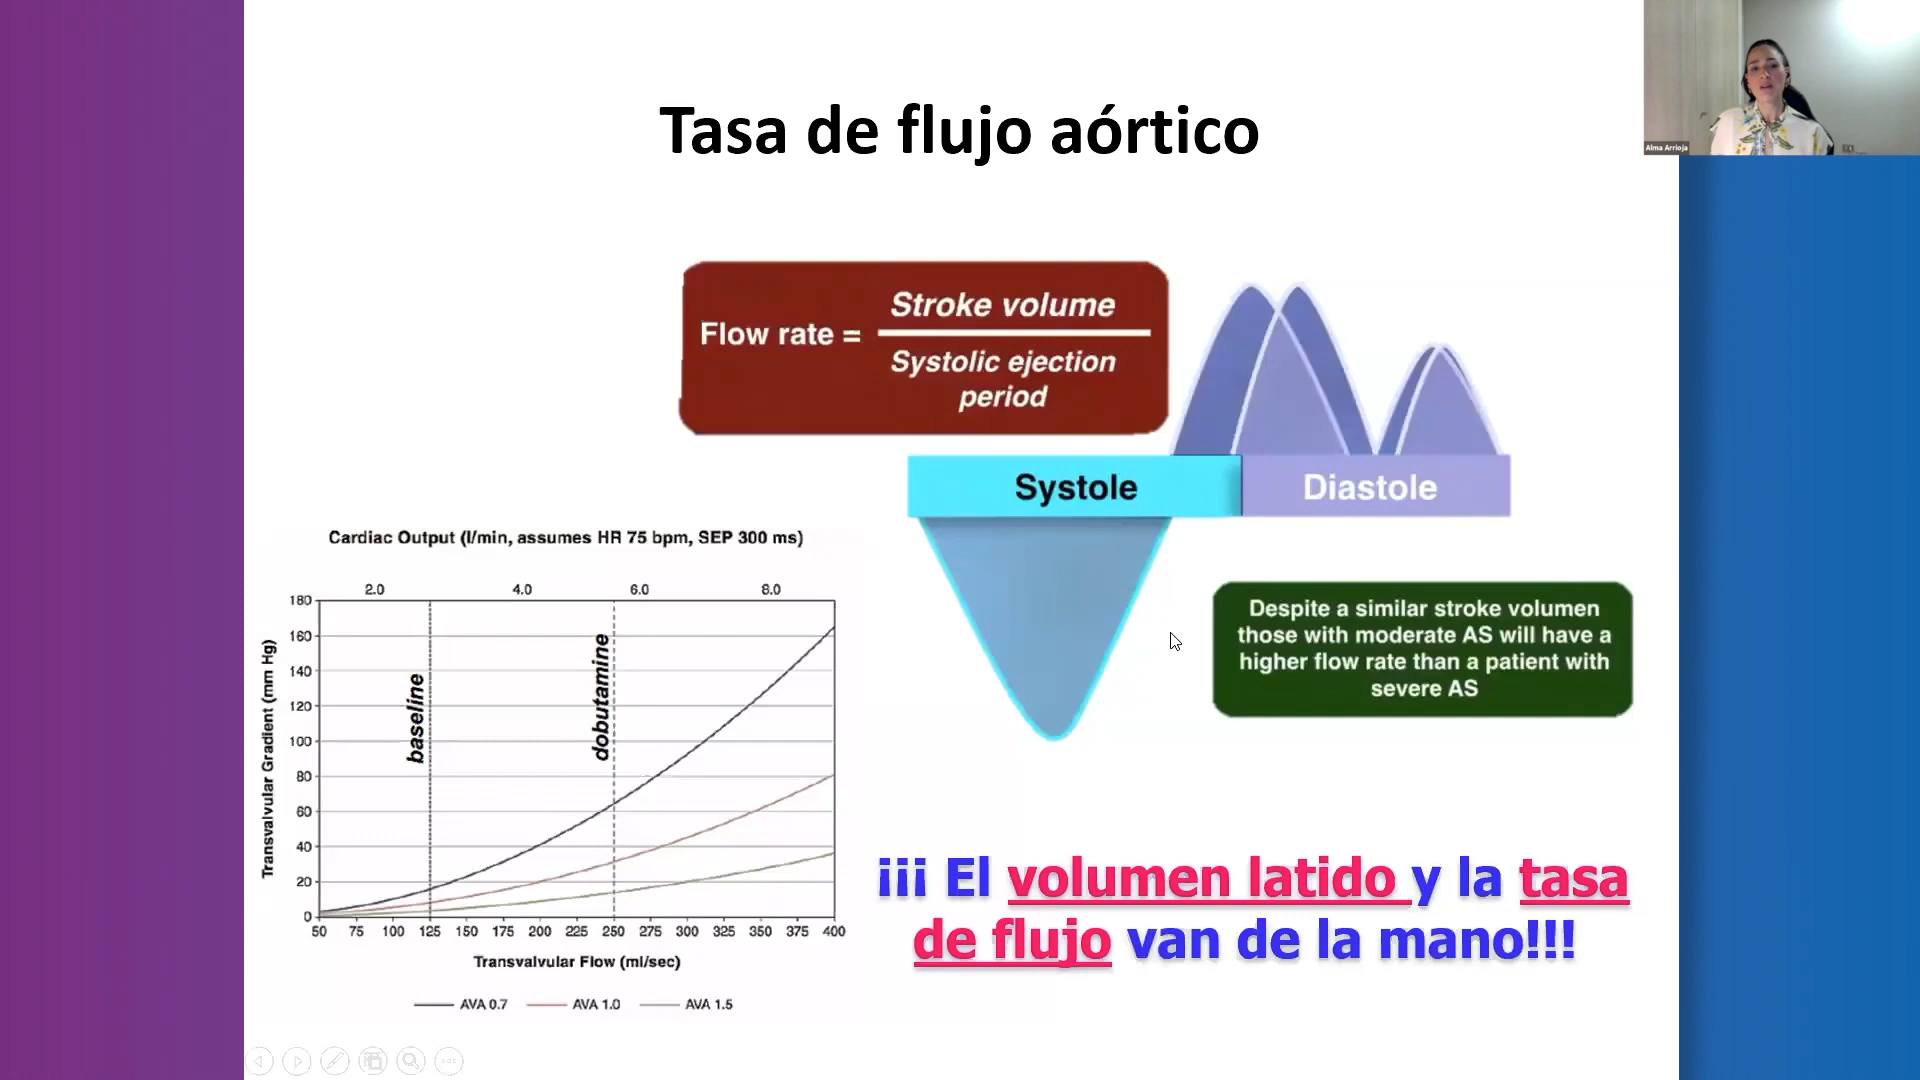 Alma Arrioja
Tasa de flujo aórtico
Flow rate =
Stroke volume
Systolic ejection
period
Systole
Diastole
Despite a similar stroke volumen
those with moderate AS will have a
higher flow rate than a patient with
severe AS
Cardiac Output (l/min, assumes HR 75 bpm, SEP 300 ms)
2.0 4.0 6.0 8.0
180
160
140
120
100
80
60
40
20
0
Transvalvular Gradient (mm Hg)
baseline
dobutamine
50 75 100 125 150 175 200 225 250 275 300 325 350 375 400
Transvalvular Flow (ml/sec)
AVA 0.7 AVA 1.0 AVA 1.5
¡¡¡ El volumen latido y la tasa
de flujo van de la mano!!!